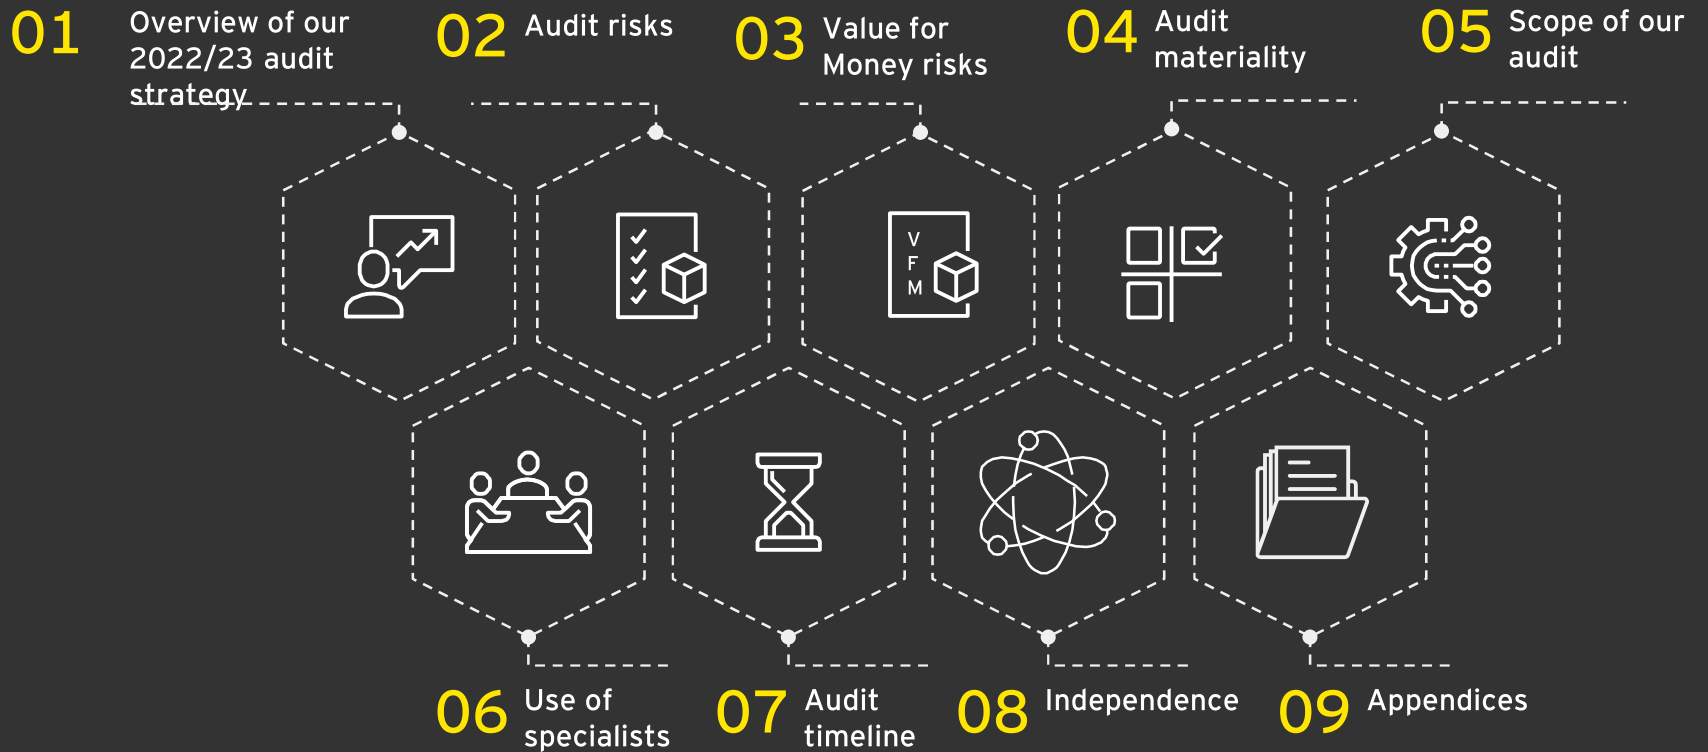 01 Overview of our
2022/23 audit
strategy
02 Audit risks
03 Value for
Money risks
04 Audit
materiality
05 Scope of our
audit
V
F
M
06 Use of
specialists
07 Audit
timeline
08 Independence
09 Appendices